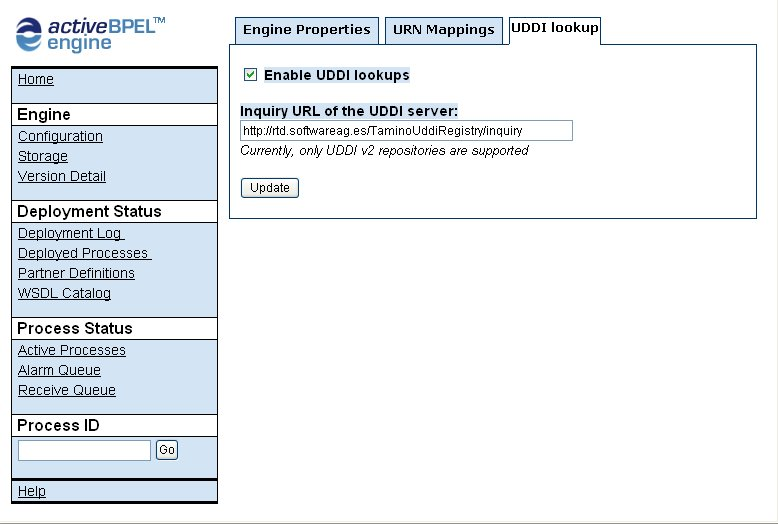 activeBPEL™
engine
Home
Engine
Configuration
Storage
Version Detail
Deployment Status
Deployment Log
Deployed Processes
Partner Definitions
WSDL Catalog
Process Status
Active Processes
Alarm Queue
Receive Queue
Process ID
Go
Help
Engine Properties
URN Mappings
UDDI lookup
Enable UDDI lookups
Inquiry URL of the UDDI server:
http://rtd.softwareag.es/TaminoUddiRegistry/inquiry
Currently, only UDDI v2 repositories are supported
Update